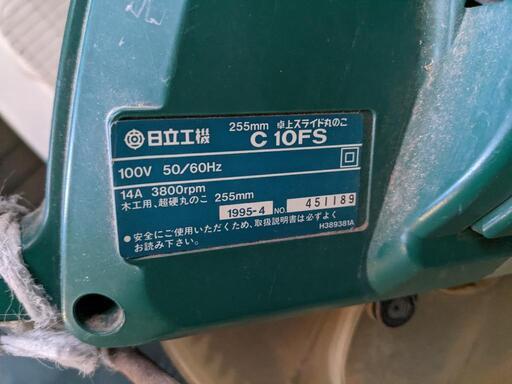 日立工機 255mm 卓上スライド丸のこ
C 10FS
100V 50/60Hz
14A 3800rpm
木工用、超硬丸のこ 255mm
1995-4 NO 451189
●安全にご使用いただくため、取扱説明書は必ずよく
お読み下さい。 H389381A